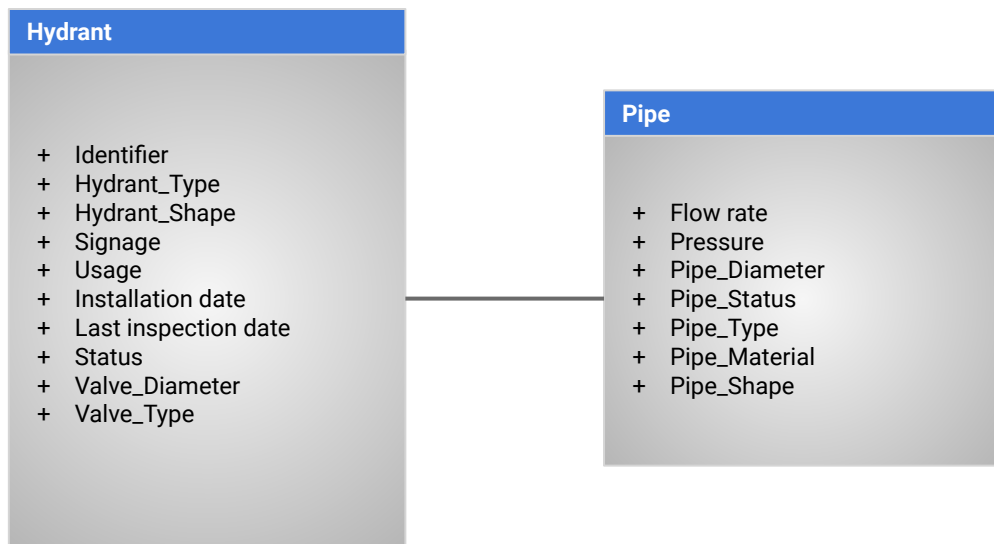 Hydrant
+ Identifier
+ Hydrant_Type
+ Hydrant_Shape
+ Signage
+ Usage
+ Installation date
+ Last inspection date
+ Status
+ Valve_Diameter
+ Valve_Type
Pipe
+ Flow rate
+ Pressure
+ Pipe_Diameter
+ Pipe_Status
+ Pipe_Type
+ Pipe_Material
+ Pipe_Shape